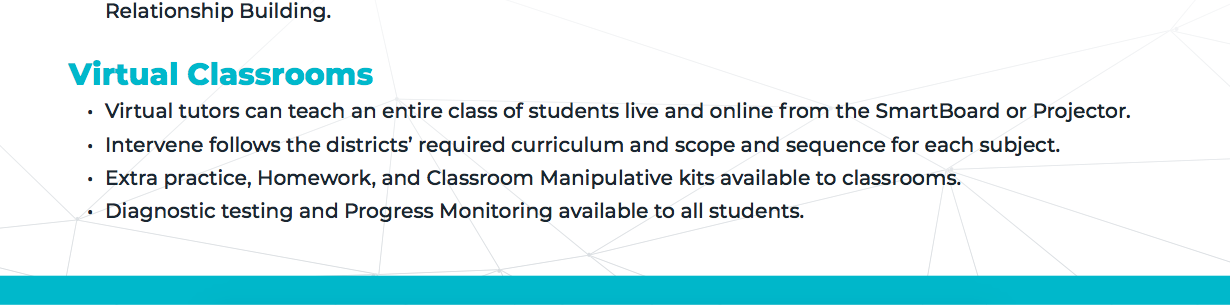 Relationship Building.
Virtual Classrooms
• Virtual tutors can teach an entire class of students live and online from the SmartBoard or Projector.
• Intervene follows the districts’ required curriculum and scope and sequence for each subject.
• Extra practice, Homework, and Classroom Manipulative kits available to classrooms.
• Diagnostic testing and Progress Monitoring available to all students.